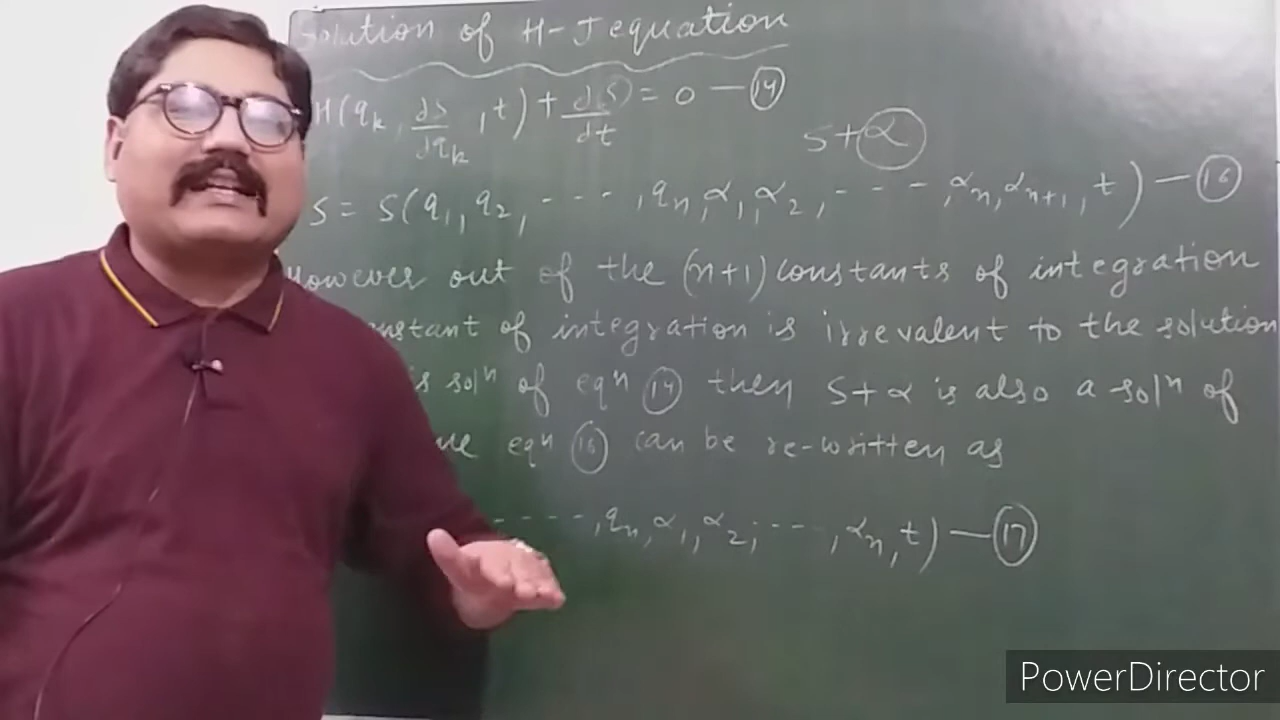 Solution of H-J equation
H(qₖ, ∂S/∂qₖ, t) + ∂S/∂t = 0 — (14)
S+α
S = S(q₁, q₂, ----, qₙ, α₁, α₂, ----, αₙ, αₙ₊₁, t) — (16)
However out of the (n+1) constants of integration
constant of integration is irrevalent to the solution
is solⁿ of eqⁿ (14) then S+α is also a solⁿ of
eqⁿ (16) can be re-written as
----, qₙ, α₁, α₂, ---, αₙ, t) — (17)
PowerDirector